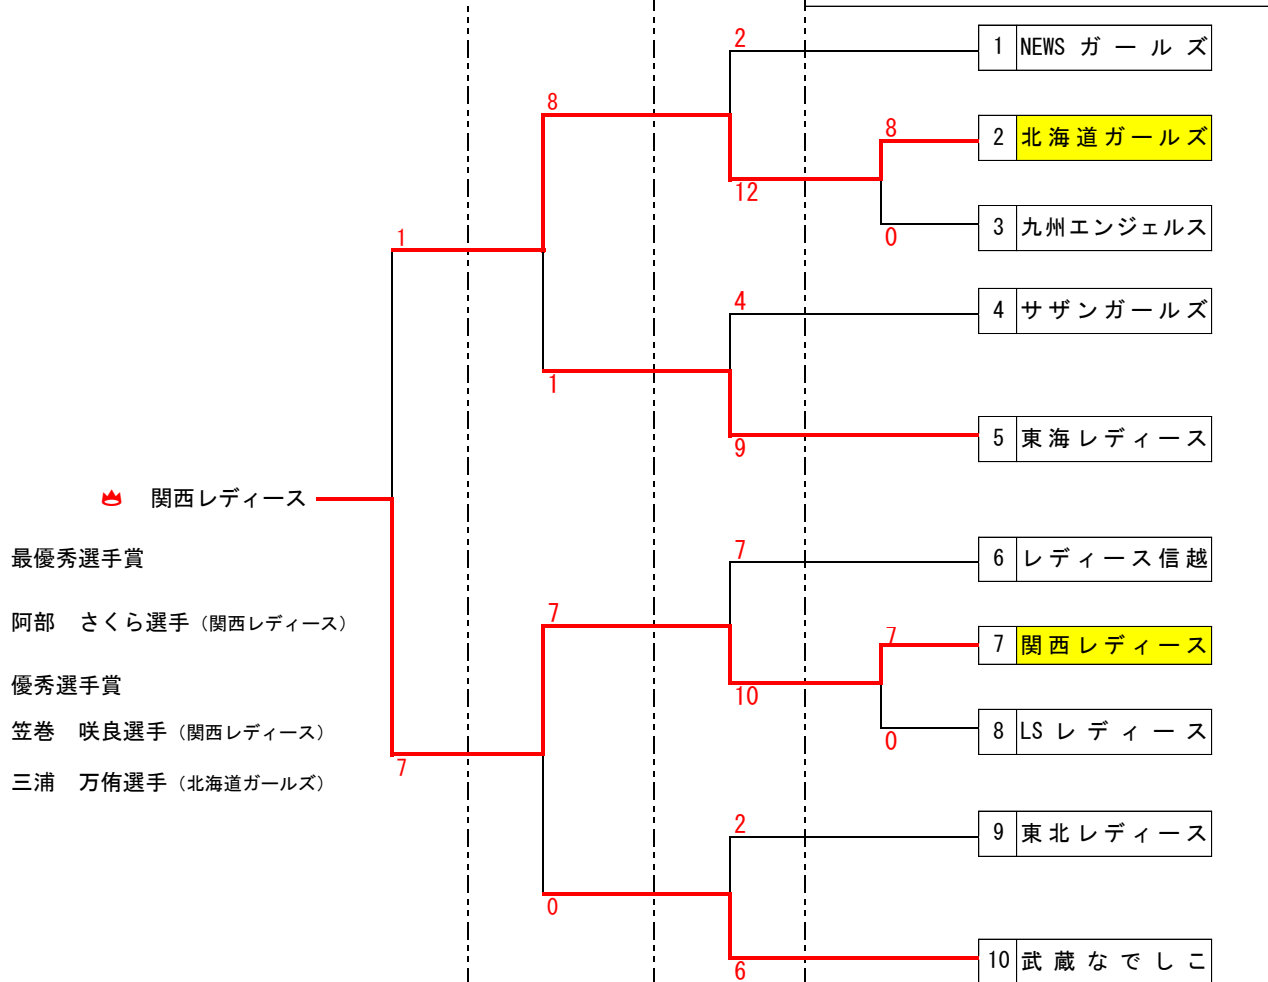 2
1 NEWS ガールズ
8
8
2 北海道ガールズ
12
0
3 九州エンジェルス
1
4
4 サザンガールズ
1
9
5 東海レディース
関西レディース
最優秀選手賞
7
6 レディース信越
阿部 さくら選手（関西レディース）
7
7
7 関西レディース
優秀選手賞
10
笠巻 咲良選手（関西レディース）
0
8 LS レディース
7
三浦 万侑選手（北海道ガールズ）
2
9 東北レディース
0
6
10 武蔵なでしこ